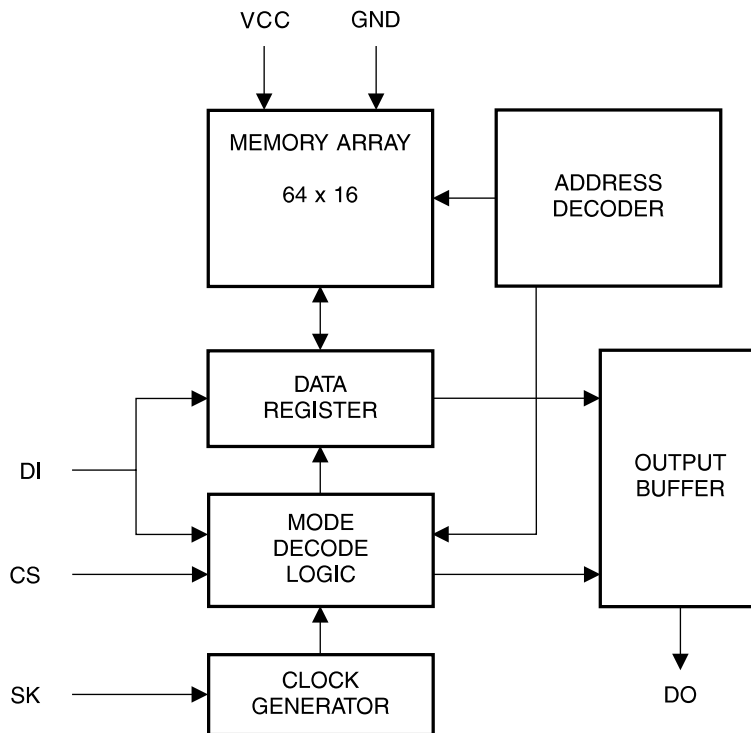 VCC
GND
MEMORY ARRAY
64 x 16
ADDRESS
DECODER
DATA
REGISTER
DI
OUTPUT
BUFFER
MODE
DECODE
LOGIC
CS
CLOCK
GENERATOR
SK
DO